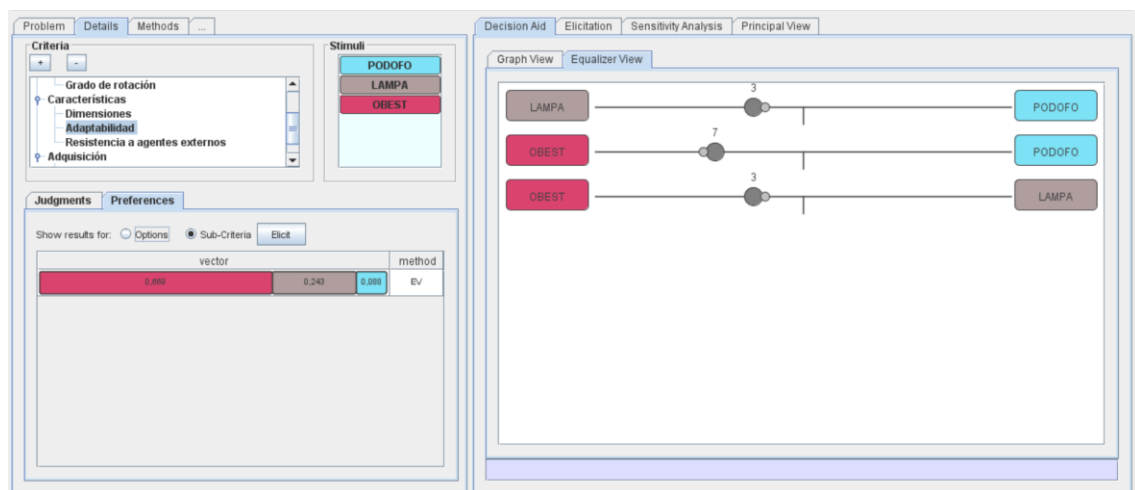 Problem Details Methods ...
Criteria
+ -
Grado de rotación
Características
Dimensiones
Adaptabilidad
Resistencia a agentes externos
Adquisición
Stimuli
PODOFO
LAMPA
OBEST
Judgments Preferences
Show results for: Options Sub-Criteria Elicit
vector method
0,669 0,243 0,088 EV
Decision Aid Elicitation Sensitivity Analysis Principal View
Graph View Equalizer View
3
LAMPA PODOFO
7
OBEST PODOFO
3
OBEST LAMPA